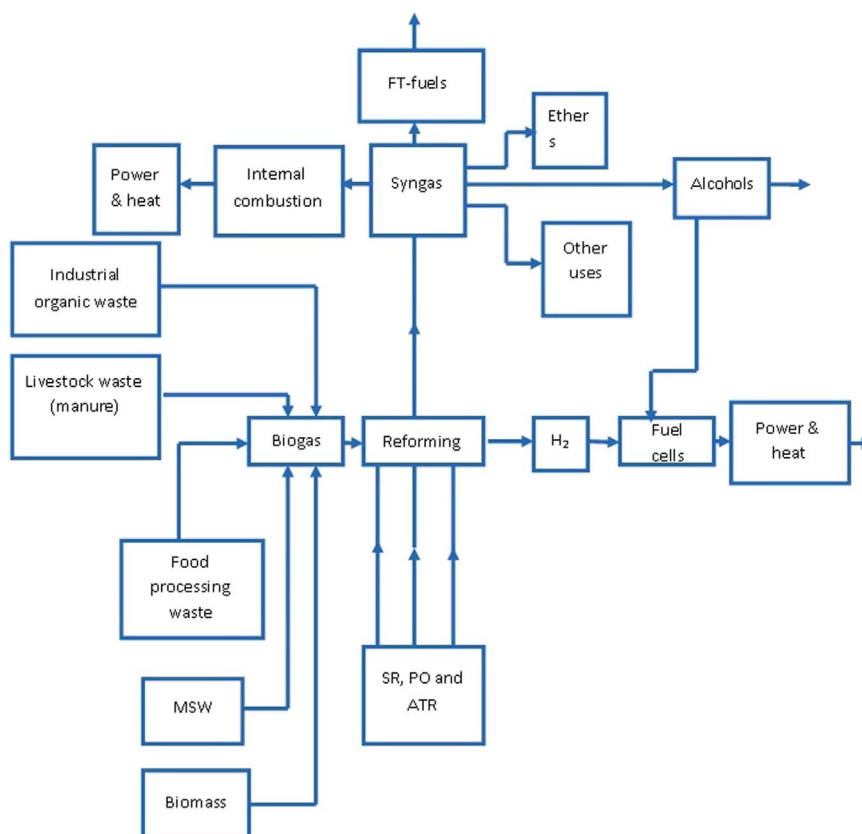 FT-fuels
Ether
s
Power
& heat
Internal
combustion
Syngas
Alcohols
Other
uses
Industrial
organic waste
Livestock waste
(manure)
Biogas
Reforming
H₂
Fuel
cells
Power &
heat
Food
processing
waste
SR, PO and
ATR
MSW
Biomass